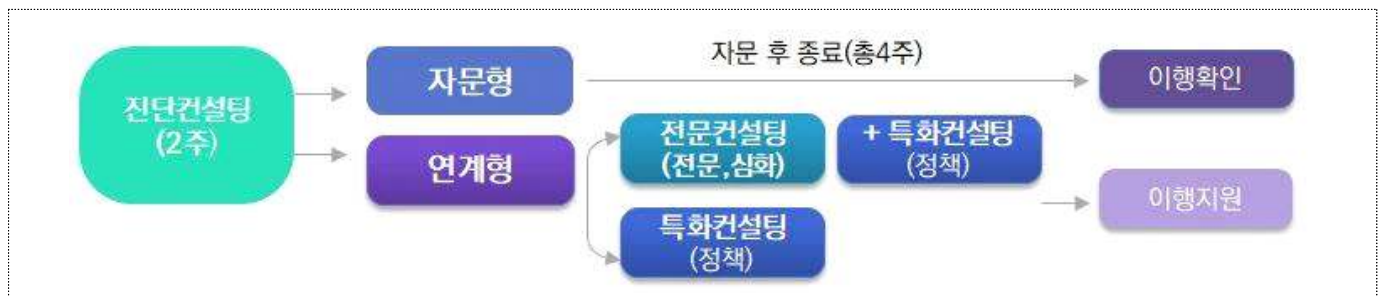 진단컨설팅
(2주)
자문형
자문 후 종료(총4주)
이행확인
연계형
전문컨설팅
(전문,심화)
+ 특화컨설팅
(정책)
특화컨설팅
(정책)
이행지원